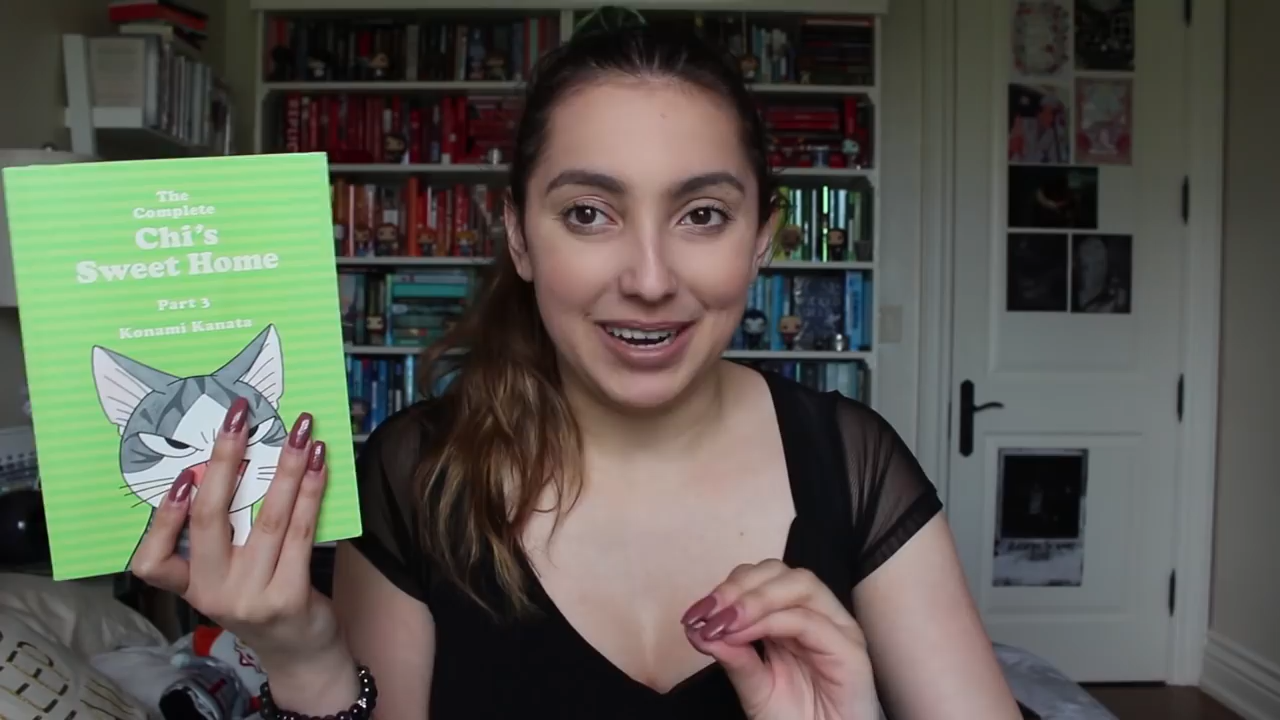 The
Complete
Chi's
Sweet Home
Part 3
Konami Kanata